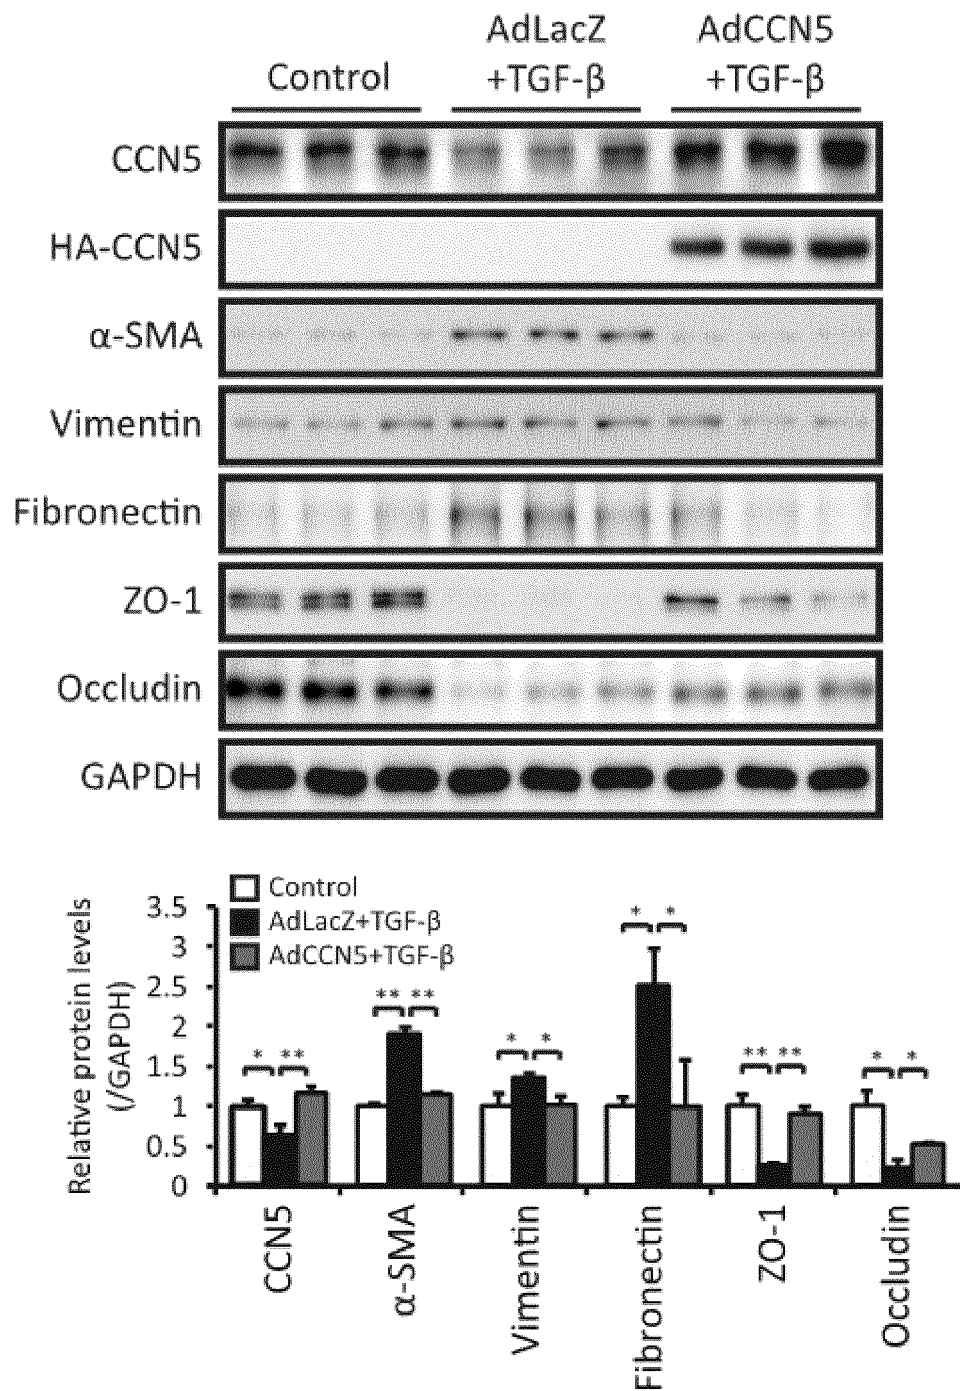 AdLacZ AdCCN5
Control +TGF-β +TGF-β
CCN5
HA-CCN5
α-SMA
Vimentin
Fibronectin
ZO-1
Occludin
GAPDH
Control
AdLacZ+TGF-β
AdCCN5+TGF-β
Relative protein levels
(/GAPDH)
3.5
3
2.5
2
1.5
1
0.5
0
* **
** **
* *
* *
** **
* *
CCN5
α-SMA
Vimentin
Fibronectin
ZO-1
Occludin